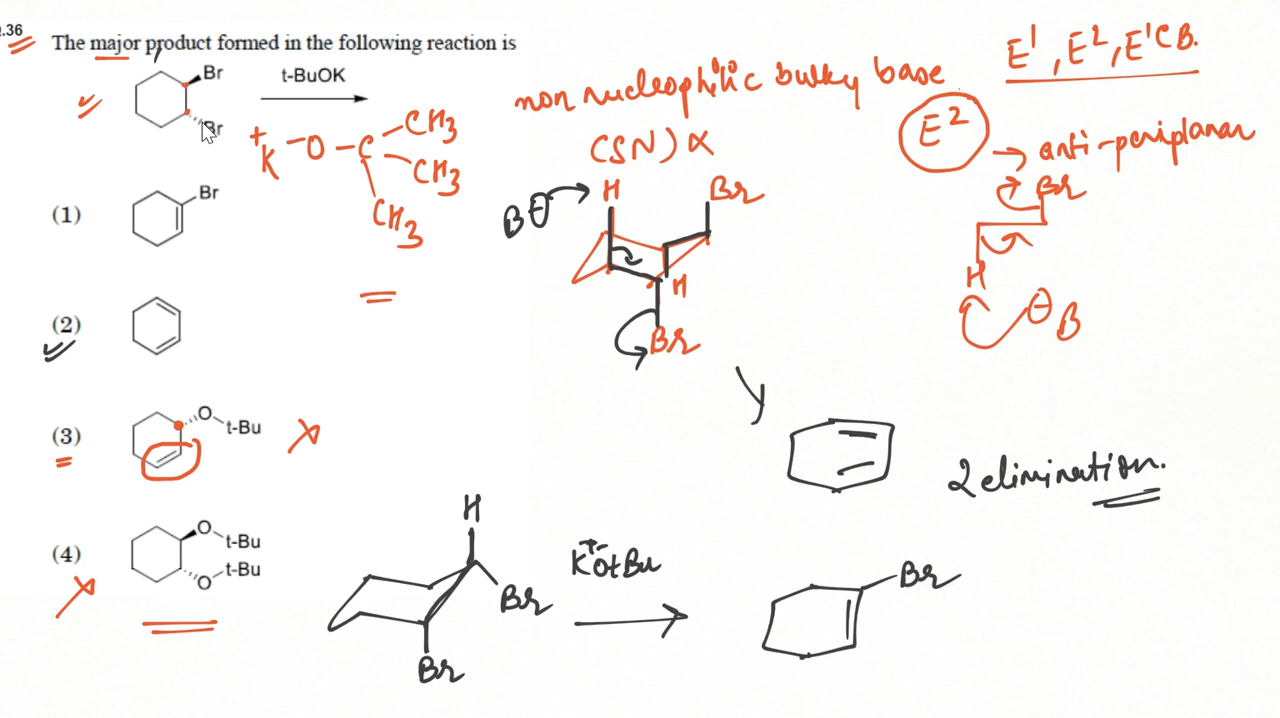 .36
The major product formed in the following reaction is
Br
Br
t-BuOK
E¹, E², E¹CB.
non nucleophilic bulky base
(SN) ∝
E²
→ anti-periplanar
+K -O-C-CH3
CH3
CH3
(1)
Br
B⊖
H
Br
H
Br
Br
H
⊖B
(2)
(3)
O
t-Bu
2 elimination.
(4)
O
t-Bu
O
t-Bu
H
Br
Br
K+ -OtBu
Br